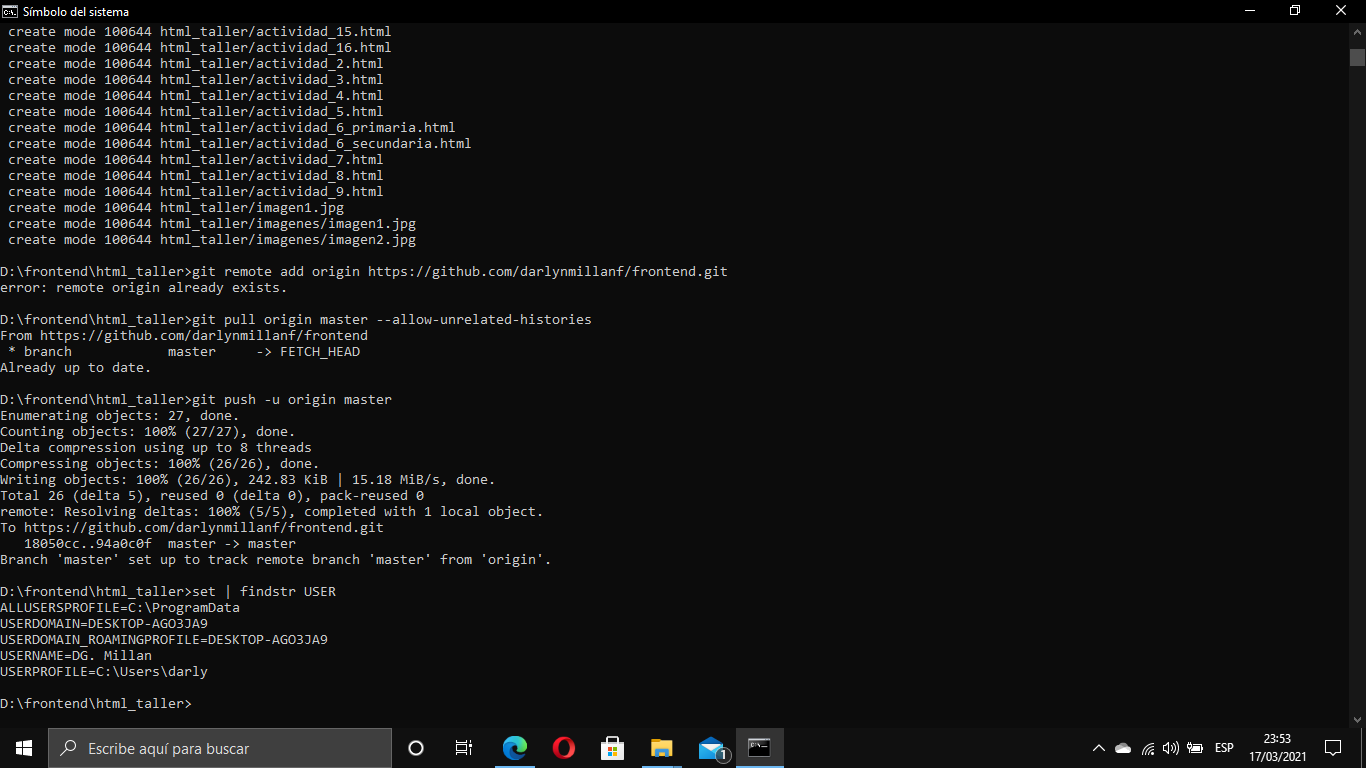 Símbolo del sistema
create mode 100644 html_taller/actividad_15.html
create mode 100644 html_taller/actividad_16.html
create mode 100644 html_taller/actividad_2.html
create mode 100644 html_taller/actividad_3.html
create mode 100644 html_taller/actividad_4.html
create mode 100644 html_taller/actividad_5.html
create mode 100644 html_taller/actividad_6_primaria.html
create mode 100644 html_taller/actividad_6_secundaria.html
create mode 100644 html_taller/actividad_7.html
create mode 100644 html_taller/actividad_8.html
create mode 100644 html_taller/actividad_9.html
create mode 100644 html_taller/imagen1.jpg
create mode 100644 html_taller/imagenes/imagen1.jpg
create mode 100644 html_taller/imagenes/imagen2.jpg
D:\frontend\html_taller>git remote add origin https://github.com/darlynmillanf/frontend.git
error: remote origin already exists.
D:\frontend\html_taller>git pull origin master --allow-unrelated-histories
From https://github.com/darlynmillanf/frontend
* branch            master     -> FETCH_HEAD
Already up to date.
D:\frontend\html_taller>git push -u origin master
Enumerating objects: 27, done.
Counting objects: 100% (27/27), done.
Delta compression using up to 8 threads
Compressing objects: 100% (26/26), done.
Writing objects: 100% (26/26), 242.83 KiB | 15.18 MiB/s, done.
Total 26 (delta 5), reused 0 (delta 0), pack-reused 0
remote: Resolving deltas: 100% (5/5), completed with 1 local object.
To https://github.com/darlynmillanf/frontend.git
18050cc..94a0c0f  master -> master
Branch 'master' set up to track remote branch 'master' from 'origin'.
D:\frontend\html_taller>set | findstr USER
ALLUSERSPROFILE=C:\ProgramData
USERDOMAIN=DESKTOP-AGO3JA9
USERDOMAIN_ROAMINGPROFILE=DESKTOP-AGO3JA9
USERNAME=DG. Millan
USERPROFILE=C:\Users\darly
D:\frontend\html_taller>
Escribe aquí para buscar
1
ESP
23:53
17/03/2021